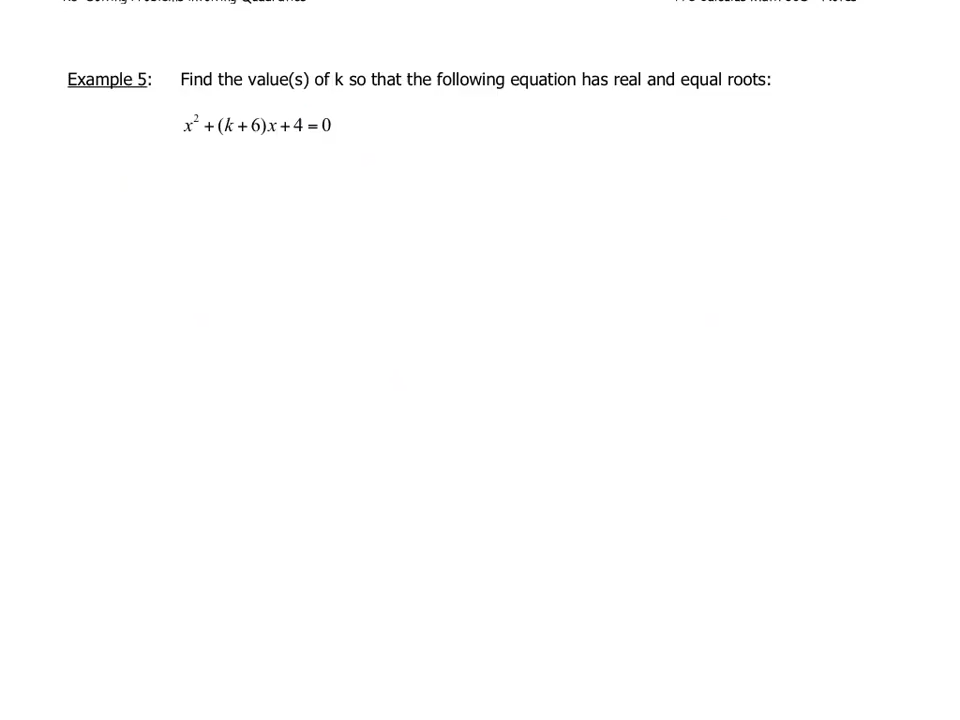 Example 5: Find the value(s) of k so that the following equation has real and equal roots:
x² + (k + 6)x + 4 = 0